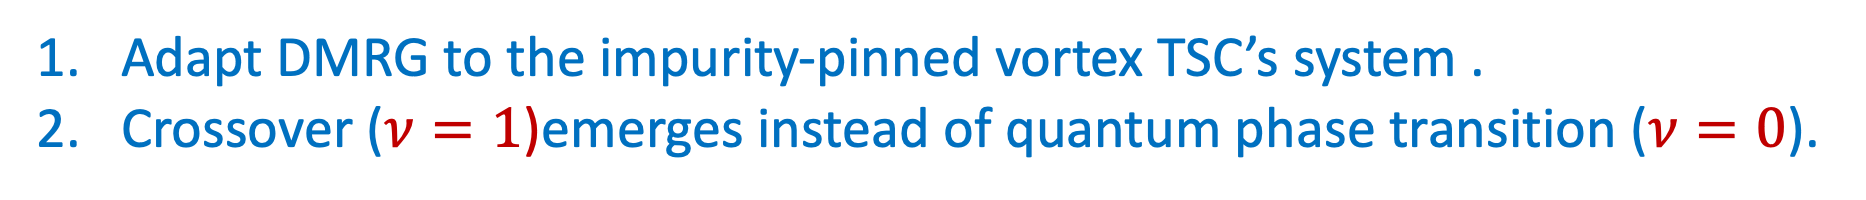 1. Adapt DMRG to the impurity-pinned vortex TSC’s system .
2. Crossover (ν = 1)emerges instead of quantum phase transition (ν = 0).